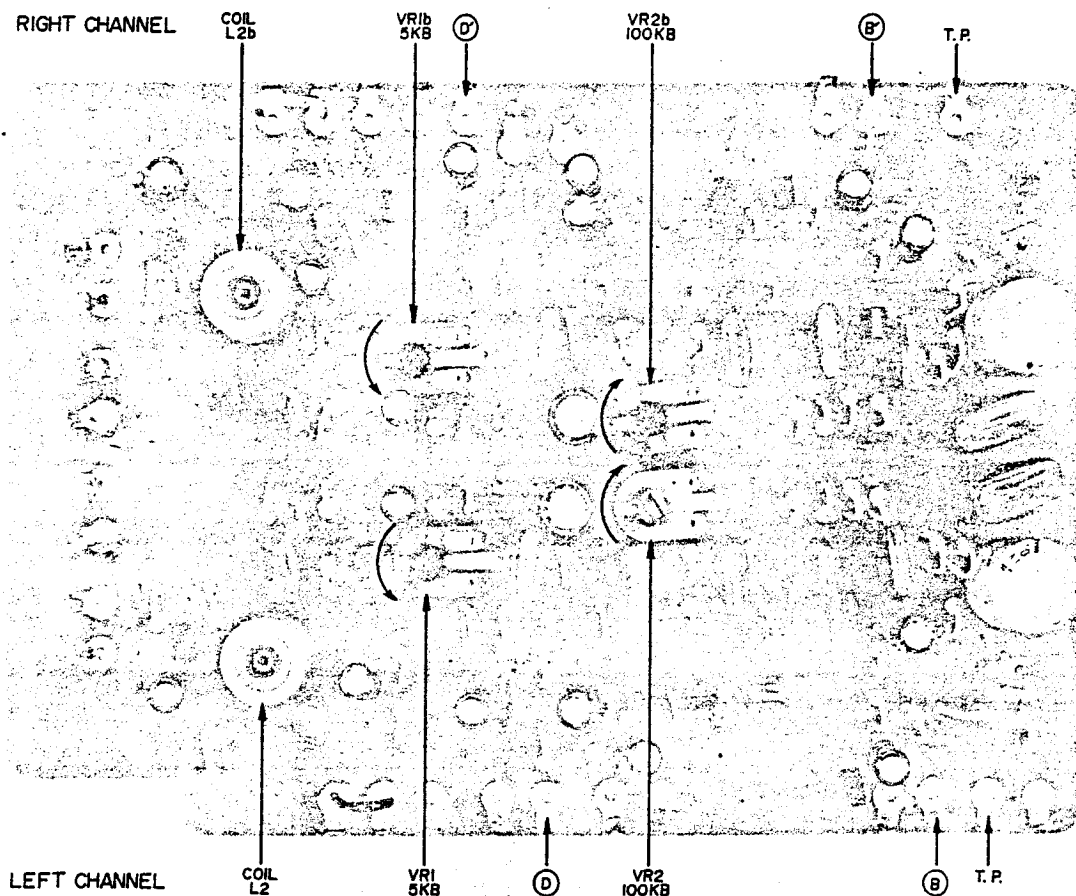 RIGHT CHANNEL
COIL
L2b
VR1b
5KB
D'
VR2b
100KB
B'
T. P.
LEFT CHANNEL
COIL
L2
VR1
5KB
D
VR2
100KB
B
T. P.